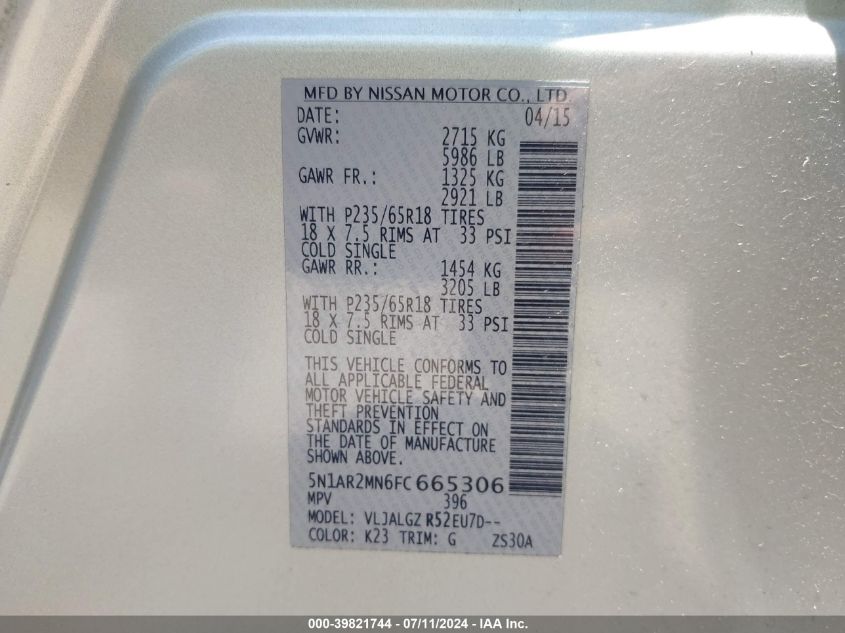 MFD BY NISSAN MOTOR CO., LTD
DATE: 04/15
GVWR: 2715 KG
5986 LB
GAWR FR.: 1325 KG
2921 LB
WITH P235/65R18 TIRES
18 X 7.5 RIMS AT 33 PSI
COLD SINGLE
GAWR RR.: 1454 KG
3205 LB
WITH P235/65R18 TIRES
18 X 7.5 RIMS AT 33 PSI
COLD SINGLE
THIS VEHICLE CONFORMS TO
ALL APPLICABLE FEDERAL
MOTOR VEHICLE SAFETY AND
THEFT PREVENTION
STANDARDS IN EFFECT ON
THE DATE OF MANUFACTURE
SHOWN ABOVE.
5N1AR2MN6FC665306
MPV 396
MODEL: VLJALGZ R52EU7D--
COLOR: K23 TRIM: G ZS30A
000-39821744 - 07/11/2024 - IAA Inc.